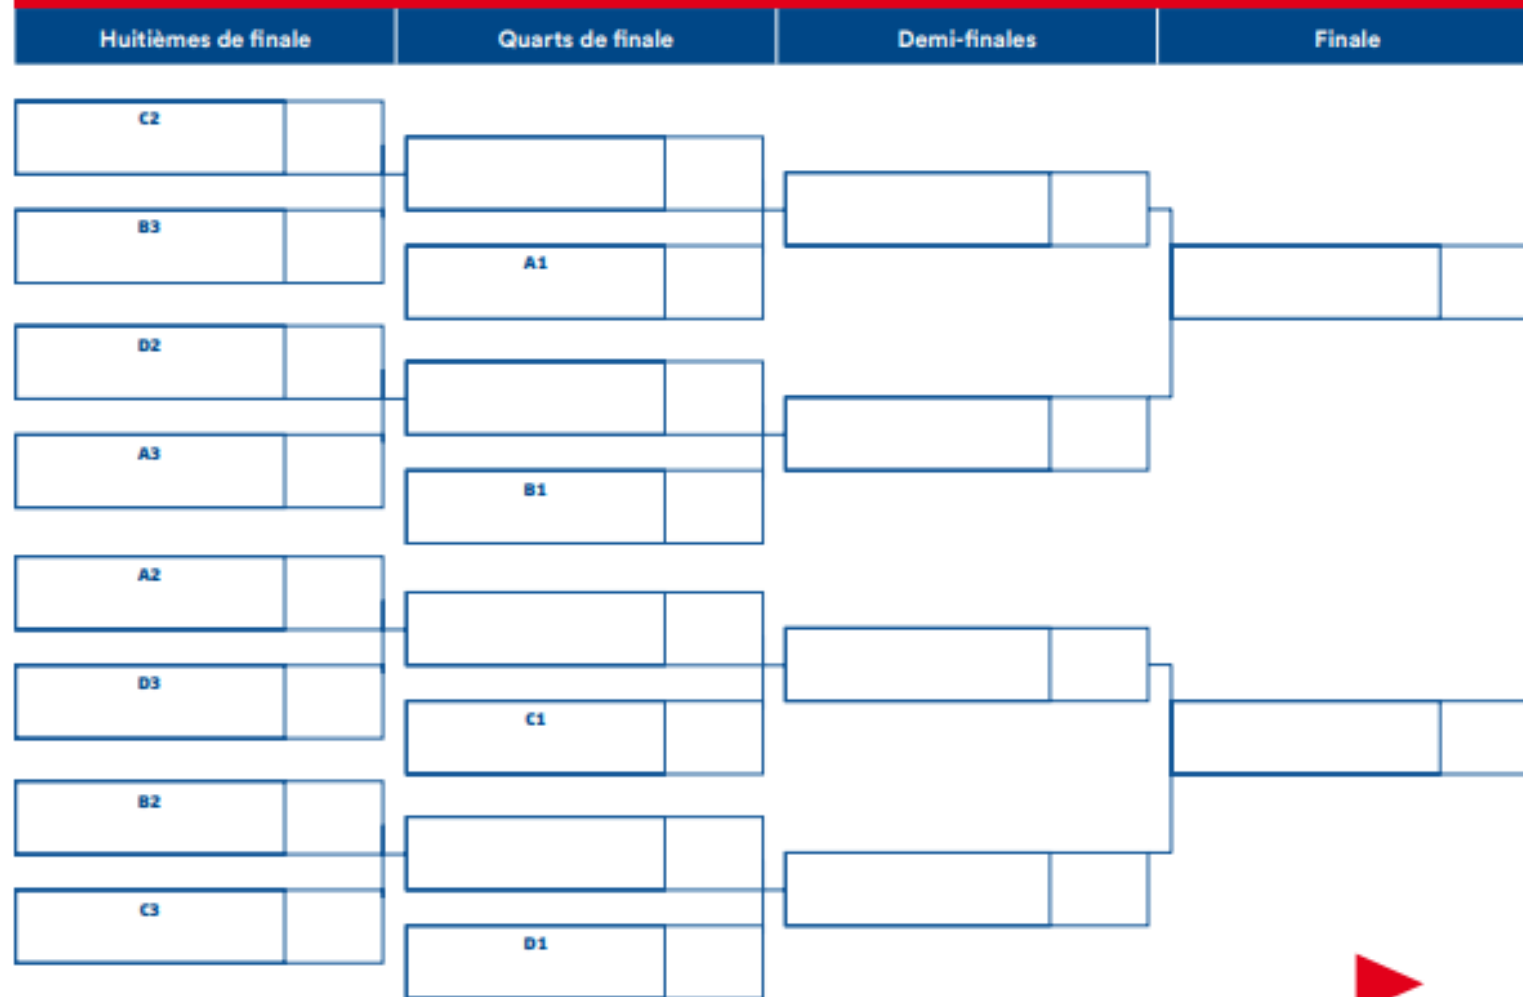 Huitièmes de finale
Quarts de finale
Demi-finales
Finale
C2
B3
A1
D2
A3
B1
A2
D3
C1
B2
C3
D1